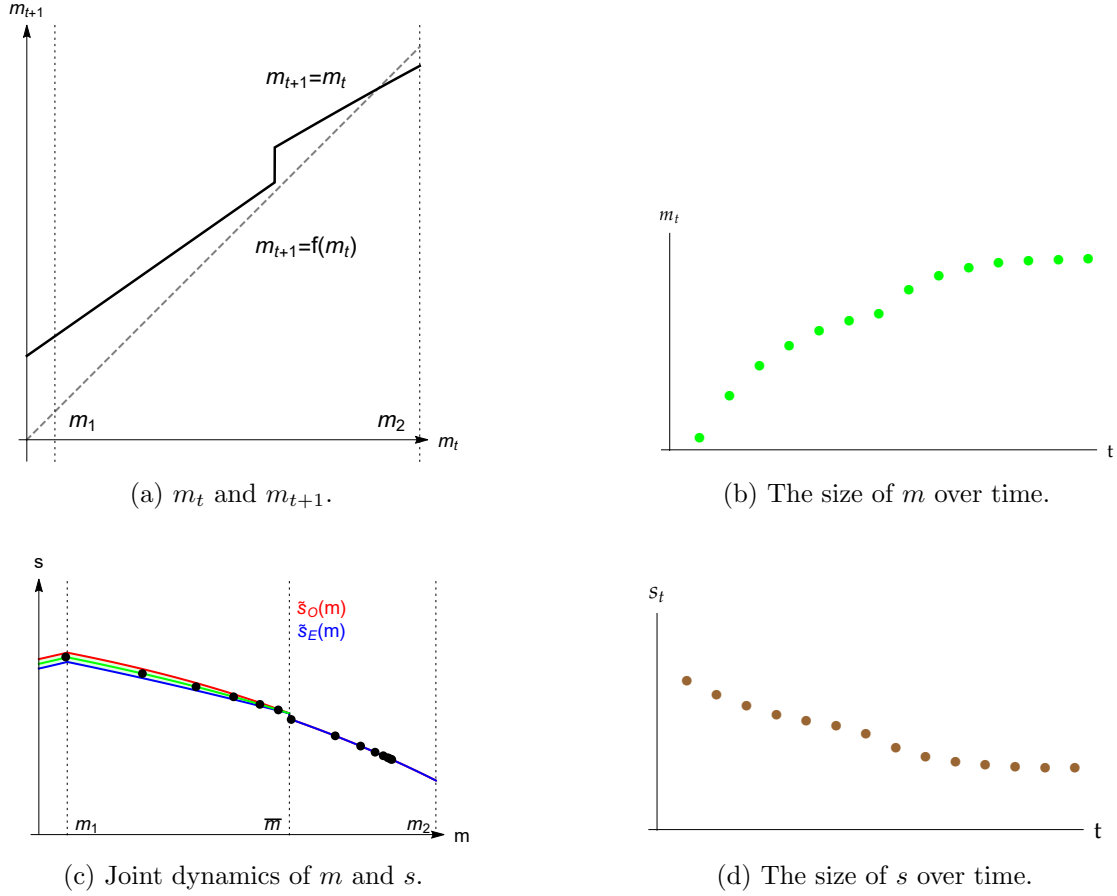 m_{t+1}
m_{t+1}=m_t
m_{t+1}=f(m_t)
m_1
m_2
m_t
(a) m_t and m_{t+1}.
m_t
t
(b) The size of m over time.
s
s̃_O(m)
s̃_E(m)
m_1
m̅
m_2
m
(c) Joint dynamics of m and s.
s_t
t
(d) The size of s over time.